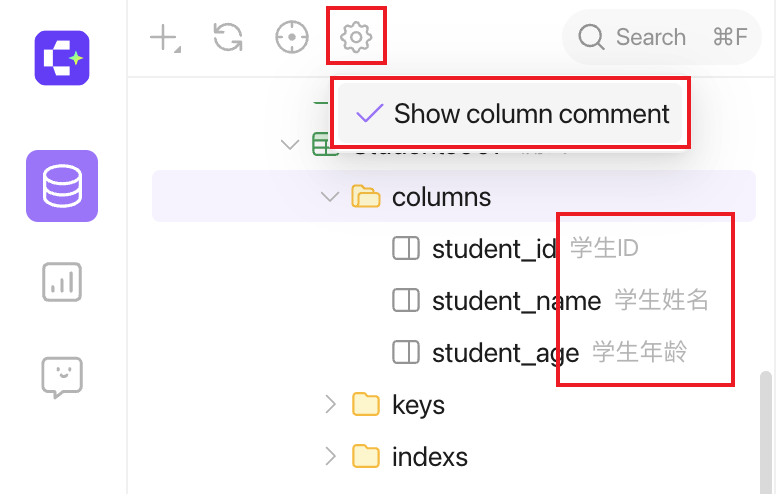 Search ⌘F
Show column comment
columns
student_id 学生ID
student_name 学生姓名
student_age 学生年龄
keys
indexs